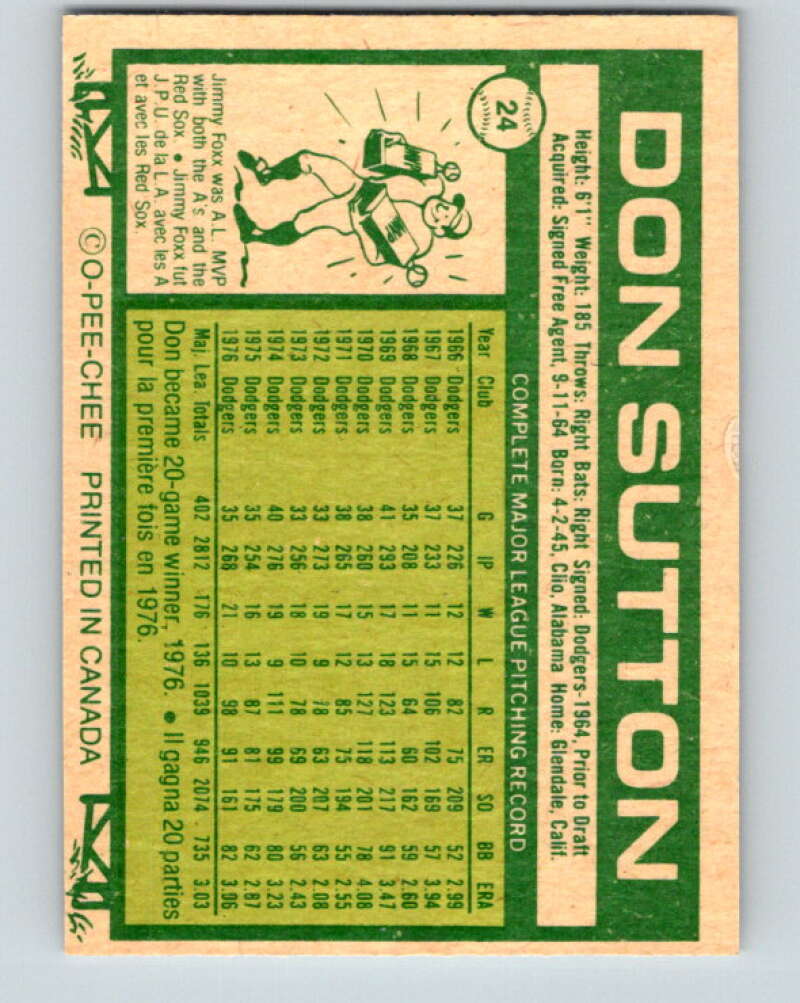 DON SUTTON
Height: 6'1" Weight: 185 Throws: Right Bats: Right Signed: Dodgers-1964, Prior to Draft
Acquired: Signed Free Agent, 9-11-64 Born: 4-2-45, Clio, Alabama Home: Glendale, Calif.
24
COMPLETE MAJOR LEAGUE PITCHING RECORD
Year Club G IP W L R ER SO BB ERA
1966 Dodgers 37 226 12 12 82 75 209 52 2.99
1967 Dodgers 37 233 11 15 106 102 169 57 3.94
1968 Dodgers 35 208 11 15 64 60 162 59 2.60
1969 Dodgers 41 293 17 18 123 113 217 91 3.47
1970 Dodgers 38 260 15 13 127 118 201 78 4.08
1971 Dodgers 38 265 17 12 85 75 194 55 2.55
1972 Dodgers 33 273 19 9 78 63 207 63 2.08
1973 Dodgers 33 256 18 10 78 69 200 56 2.43
1974 Dodgers 40 276 19 9 111 99 179 80 3.23
1975 Dodgers 35 254 16 13 87 81 175 62 2.87
1976 Dodgers 35 268 21 10 98 91 161 82 3.06
Maj. Lea. Totals 402 2812 176 136 1039 946 2074 735 3.03
Don became 20-game winner, 1976. • Il gagna 20 parties
pour la première fois en 1976.
MVP
MVP
Jimmy Foxx was A.L. MVP
with both the A's and the
Red Sox. • Jimmy Foxx fut
J.P.U. de la L.A. avec les A
et avec les Red Sox.
©O-PEE-CHEE PRINTED IN CANADA